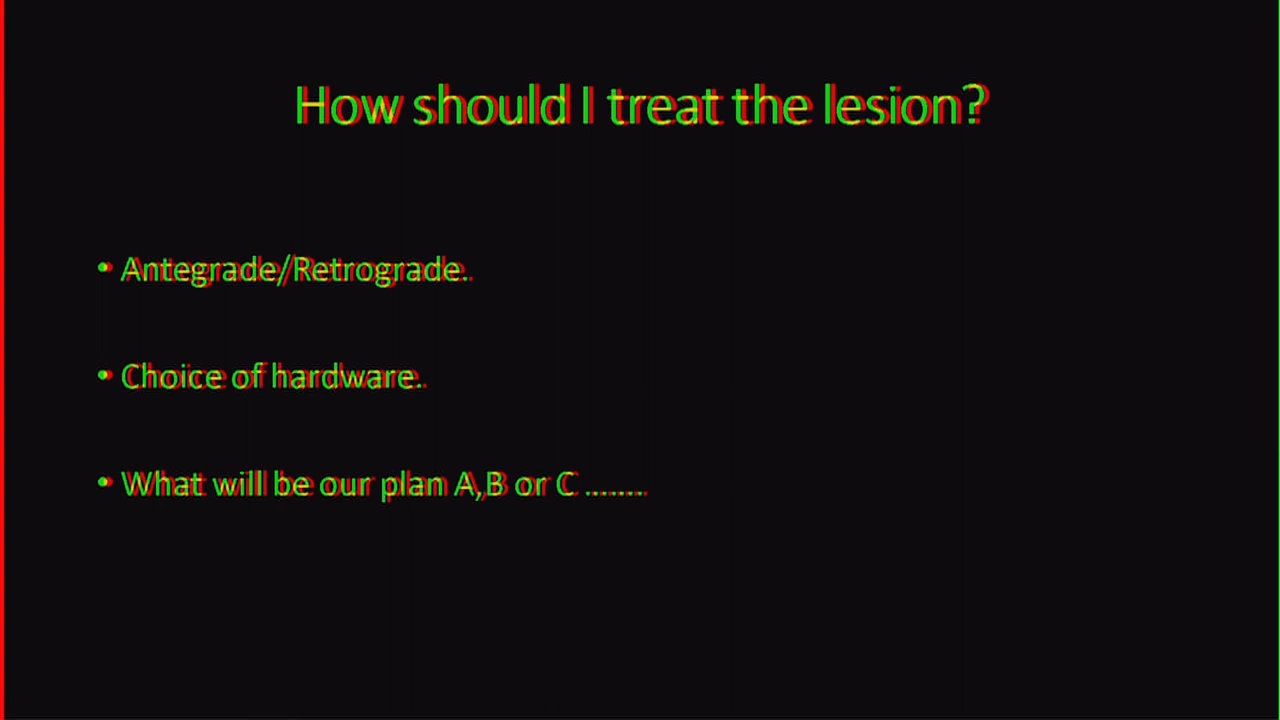 How should I treat the lesion?
• Antegrade/Retrograde.
• Choice of hardware.
• What will be our plan A,B or C ........